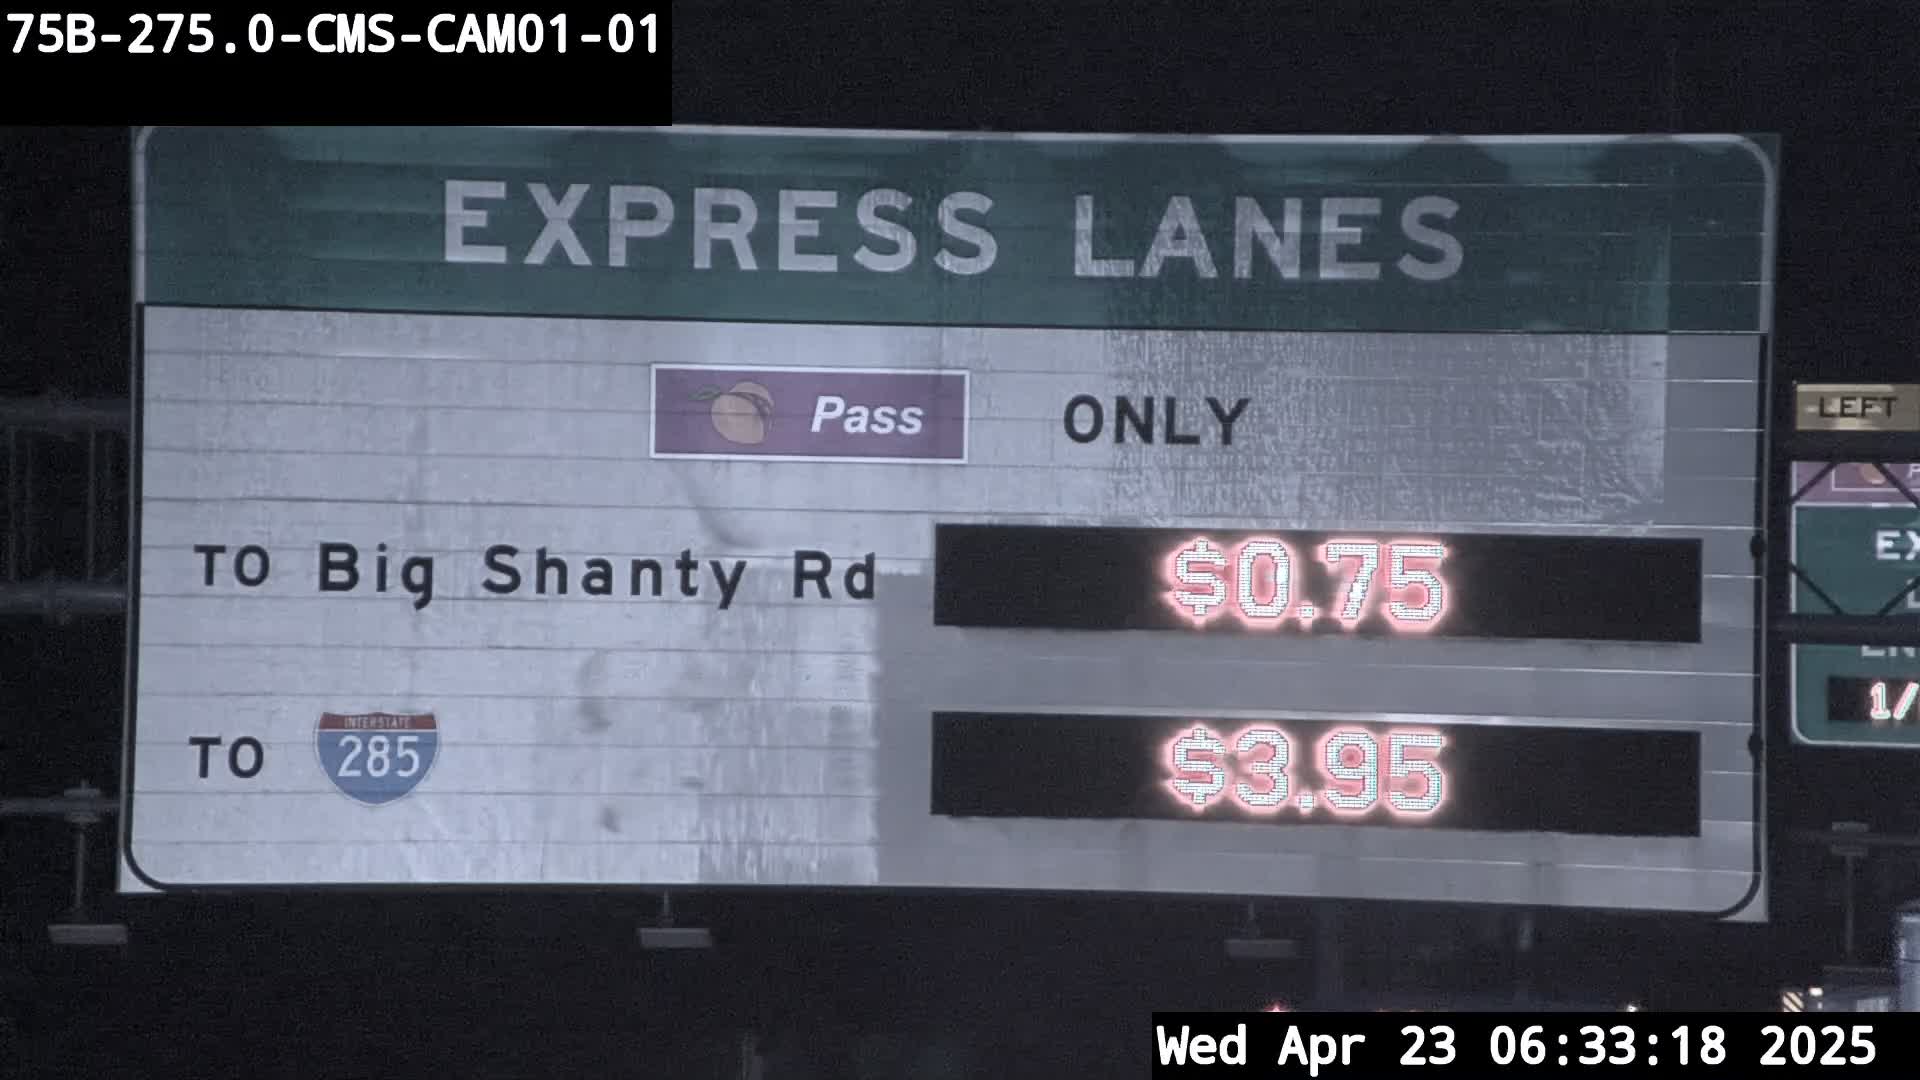 75B-275.0-CMS-CAM01-01
EXPRESS LANES
Pass ONLY
TO Big Shanty Rd $0.75
TO INTERSTATE 285 $3.95
LEFT
1/
Wed Apr 23 06:33:18 2025